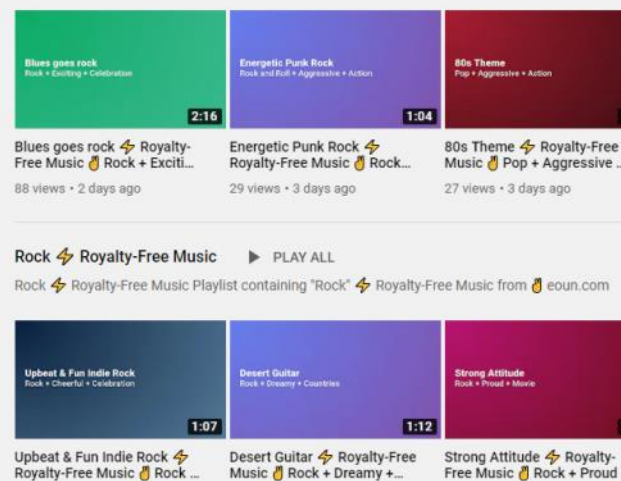 Blues goes rock
Rock + Exciting + Celebration
2:16
Energetic Punk Rock
Rock and Roll + Aggressive + Action
1:04
80s Theme
Pop + Aggressive + Action
Blues goes rock ⚡ Royalty-
Free Music ✌ Rock + Exciti...
88 views • 2 days ago
Energetic Punk Rock ⚡
Royalty-Free Music ✌ Rock...
29 views • 3 days ago
80s Theme ⚡ Royalty-Free
Music ✌ Pop + Aggressive ...
27 views • 3 days ago
Rock ⚡ Royalty-Free Music ▶ PLAY ALL
Rock ⚡ Royalty-Free Music Playlist containing "Rock" ⚡ Royalty-Free Music from ✌ eoun.com
Upbeat & Fun Indie Rock
Rock + Cheerful + Celebration
1:07
Desert Guitar
Rock + Dreamy + Countries
1:12
Strong Attitude
Rock + Proud + Movie
Upbeat & Fun Indie Rock ⚡
Royalty-Free Music ✌ Rock ...
Desert Guitar ⚡ Royalty-Free
Music ✌ Rock + Dreamy +...
Strong Attitude ⚡ Royalty-
Free Music ✌ Rock + Proud